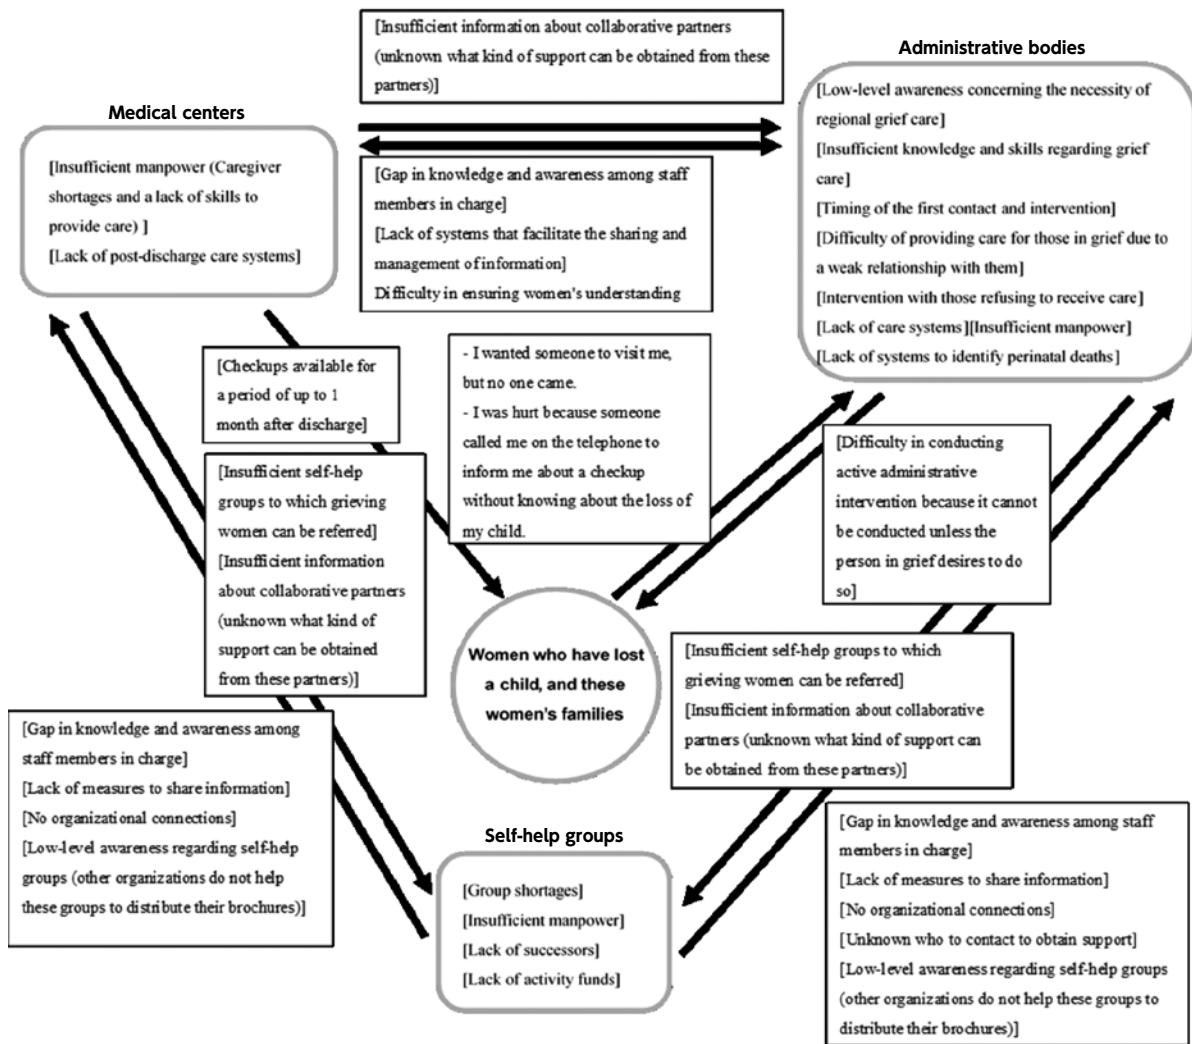 [Insufficient information about collaborative partners
(unknown what kind of support can be obtained from these
partners)]
Administrative bodies
[Low-level awareness concerning the necessity of
regional grief care]
[Insufficient knowledge and skills regarding grief
care]
[Timing of the first contact and intervention]
[Difficulty of providing care for those in grief due to
a weak relationship with them]
[Intervention with those refusing to receive care]
[Lack of care systems][Insufficient manpower]
[Lack of systems to identify perinatal deaths]
Medical centers
[Insufficient manpower (Caregiver
shortages and a lack of skills to
provide care) ]
[Lack of post-discharge care systems]
[Gap in knowledge and awareness among staff
members in charge]
[Lack of systems that facilitate the sharing and
management of information]
Difficulty in ensuring women's understanding
[Checkups available for
a period of up to 1
month after discharge]
- I wanted someone to visit me,
but no one came.
- I was hurt because someone
called me on the telephone to
inform me about a checkup
without knowing about the loss of
my child.
[Difficulty in conducting
active administrative
intervention because it cannot
be conducted unless the
person in grief desires to do
so]
[Insufficient self-help
groups to which grieving
women can be referred]
[Insufficient information
about collaborative partners
(unknown what kind of
support can be obtained
from these partners)]
Women who have lost
a child, and these
women's families
[Insufficient self-help groups to which
grieving women can be referred]
[Insufficient information about collaborative
partners (unknown what kind of support can
be obtained from these partners)]
[Gap in knowledge and awareness among
staff members in charge]
[Lack of measures to share information]
[No organizational connections]
[Low-level awareness regarding self-help
groups (other organizations do not help
these groups to distribute their brochures)]
Self-help groups
[Group shortages]
[Insufficient manpower]
[Lack of successors]
[Lack of activity funds]
[Gap in knowledge and awareness among staff
members in charge]
[Lack of measures to share information]
[No organizational connections]
[Unknown who to contact to obtain support]
[Low-level awareness regarding self-help groups
(other organizations do not help these groups to
distribute their brochures)]